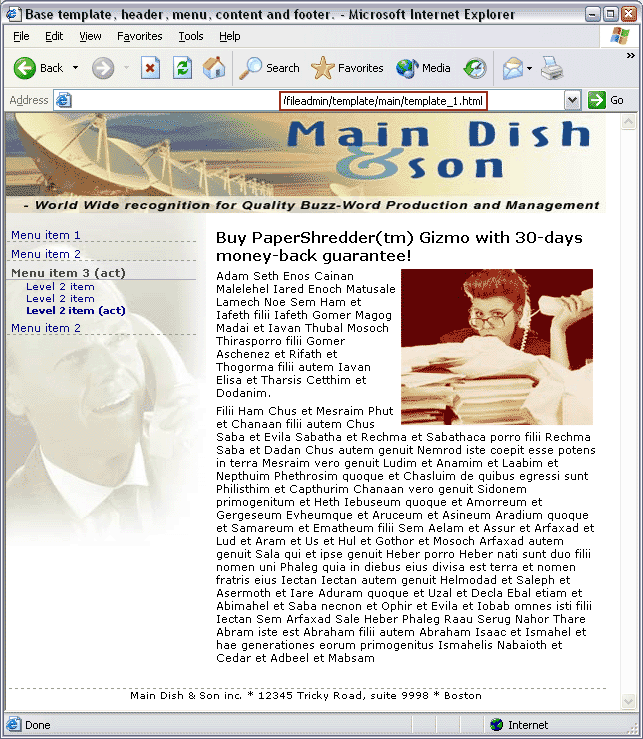 Base template, header, menu, content and footer. - Microsoft Internet Explorer
File Edit View Favorites Tools Help
Back Search Favorites Media
Address /fileadmin/template/main/template_1.html Go
Main Dish
& son
- World Wide recognition for Quality Buzz-Word Production and Management
Menu item 1
Menu item 2
Menu item 3 (act)
Level 2 item
Level 2 item
Level 2 item (act)
Menu item 2
Buy PaperShredder(tm) Gizmo with 30-days
money-back guarantee!
Adam Seth Enos Cainan
Malelehel Iared Enoch Matusale
Lamech Noe Sem Ham et
Iafeth filii Iafeth Gomer Magog
Madai et Iavan Thubal Mosoch
Thirasporro filii Gomer
Aschenez et Rifath et
Thogorma filii autem Iavan
Elisa et Tharsis Cetthim et
Dodanim.
Filii Ham Chus et Mesraim Phut
et Chanaan filii autem Chus
Saba et Evila Sabatha et Rechma et Sabathaca porro filii Rechma
Saba et Dadan Chus autem genuit Nemrod iste coepit esse potens
in terra Mesraim vero genuit Ludim et Anamim et Laabim et
Nepthuim Phethrosim quoque et Chasluim de quibus egressi sunt
Philisthim et Capthurim Chanaan vero genuit Sidonem
primogenitum et Heth Iebuseum quoque et Amorreum et
Gergeseum Evheumque et Aruceum et Asineum Aradium quoque
et Samareum et Ematheum filii Sem Aelam et Assur et Arfaxad et
Lud et Aram et Us et Hul et Gothor et Mosoch Arfaxad autem
genuit Sala qui et ipse genuit Heber porro Heber nati sunt duo filii
nomen uni Phaleg quia in diebus eius divisa est terra et nomen
fratris eius Iectan Iectan autem genuit Helmodad et Saleph et
Asermoth et Iare Aduram quoque et Uzal et Decla Ebal etiam et
Abimahel et Saba necnon et Ophir et Evila et Iobab omnes isti filii
Iectan Sem Arfaxad Sale Heber Phaleg Raau Serug Nahor Thare
Abram iste est Abraham filii autem Abraham Isaac et Ismahel et
hae generationes eorum primogenitus Ismahelis Nabaioth et
Cedar et Adbeel et Mabsam
Main Dish & Son inc. * 12345 Tricky Road, suite 9998 * Boston
Done Internet